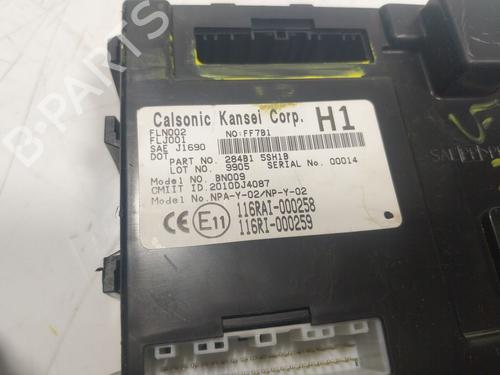 Calsonic Kansei Corp. H1
FLN002 NO:FF7B1
FLJ001
SAE J1690
DOT
PART NO. 284B1 5SH1B
LOT NO. 9905 SERIAL No. 00014
Model No. BN009
CMIIT ID.2010DJ4087
Model No.NPA-Y-02/NP-Y-02
CE E11 116RAI-000258
116RI-000259